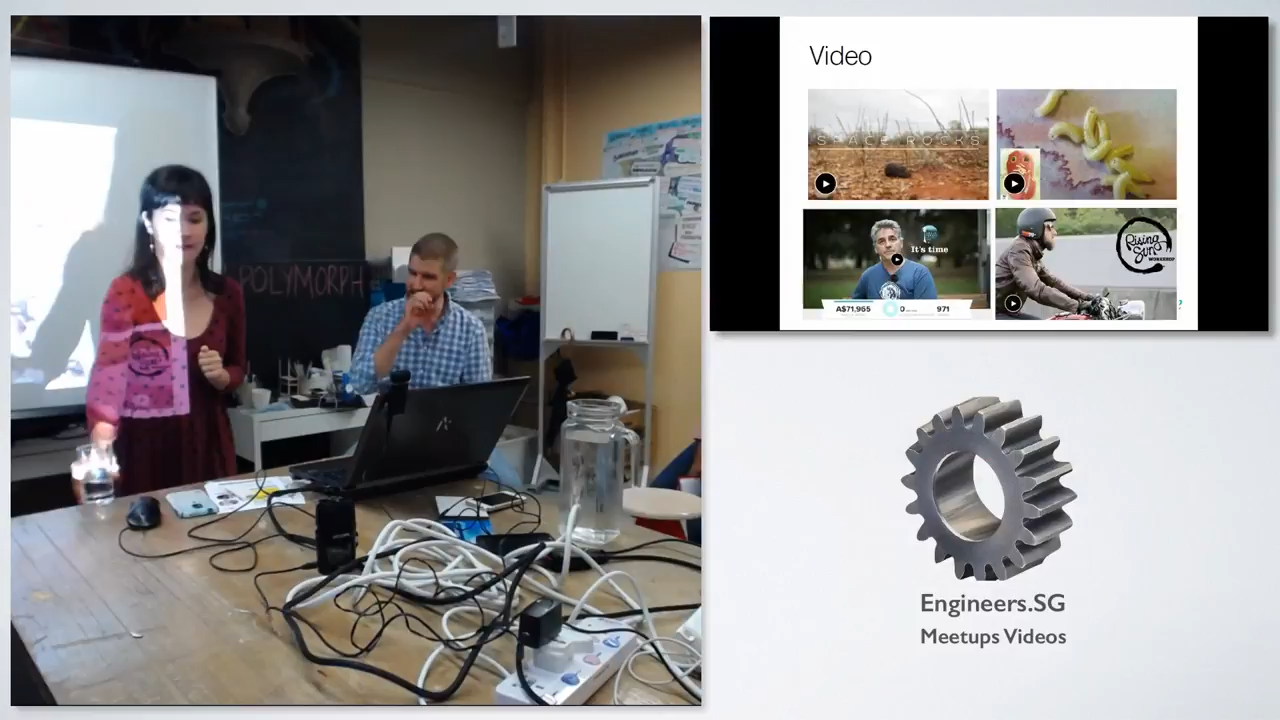 POLYMORPH
Video
SPACE ROCKS
It's time
A$71,965
0
971
Rising
Sun
WORKSHOP
Engineers.SG
Meetups Videos